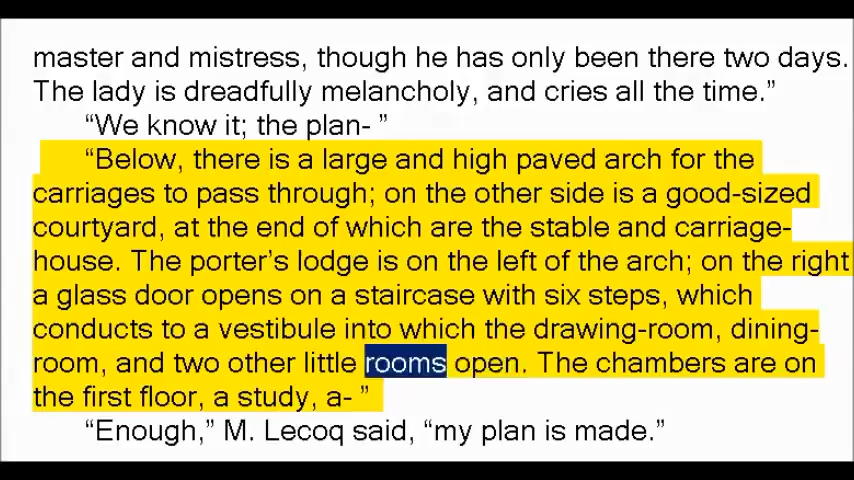 master and mistress, though he has only been there two days.
The lady is dreadfully melancholy, and cries all the time.”
“We know it; the plan- ”
“Below, there is a large and high paved arch for the
carriages to pass through; on the other side is a good-sized
courtyard, at the end of which are the stable and carriage-
house. The porter’s lodge is on the left of the arch; on the right
a glass door opens on a staircase with six steps, which
conducts to a vestibule into which the drawing-room, dining-
room, and two other little rooms open. The chambers are on
the first floor, a study, a- ”
“Enough,” M. Lecoq said, “my plan is made.”